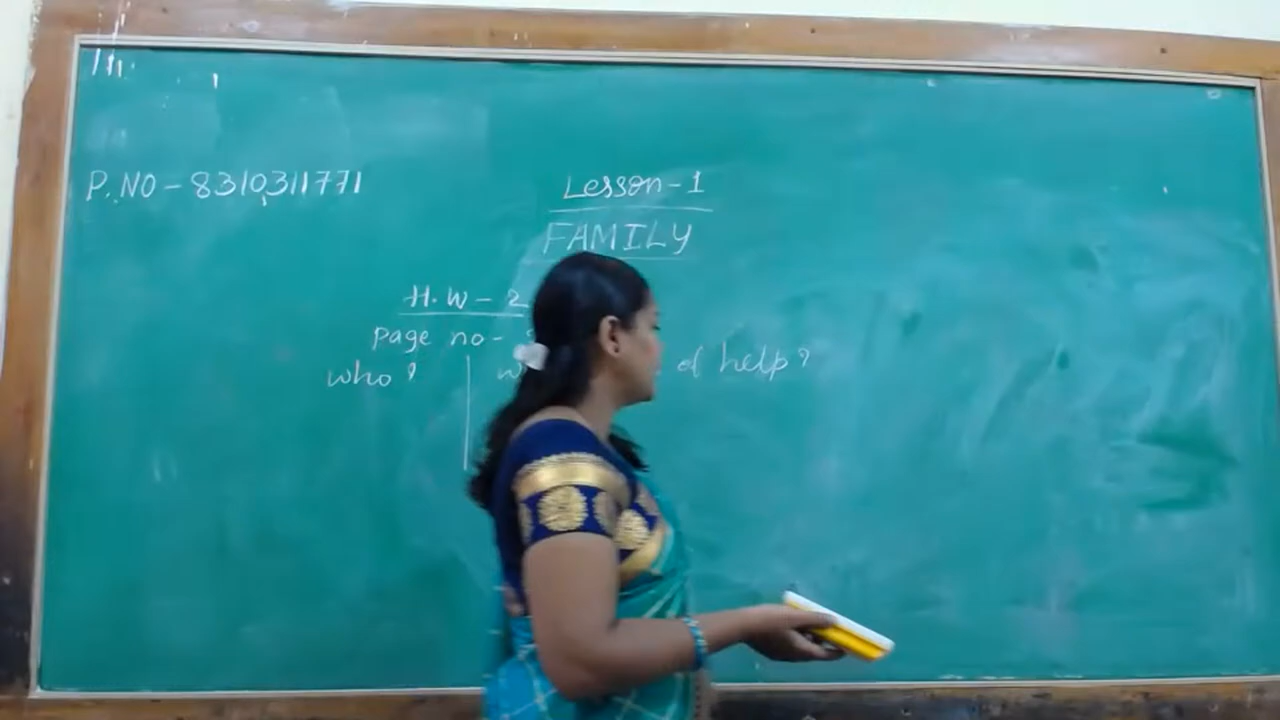 P.NO - 8310311771
Lesson - 1
FAMILY
H.W - 2
Page no -
who?
of help?